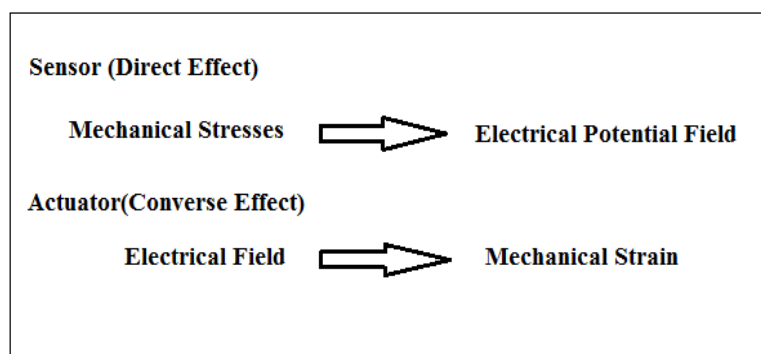 Sensor (Direct Effect)
Mechanical Stresses Electrical Potential Field
Actuator(Converse Effect)
Electrical Field Mechanical Strain